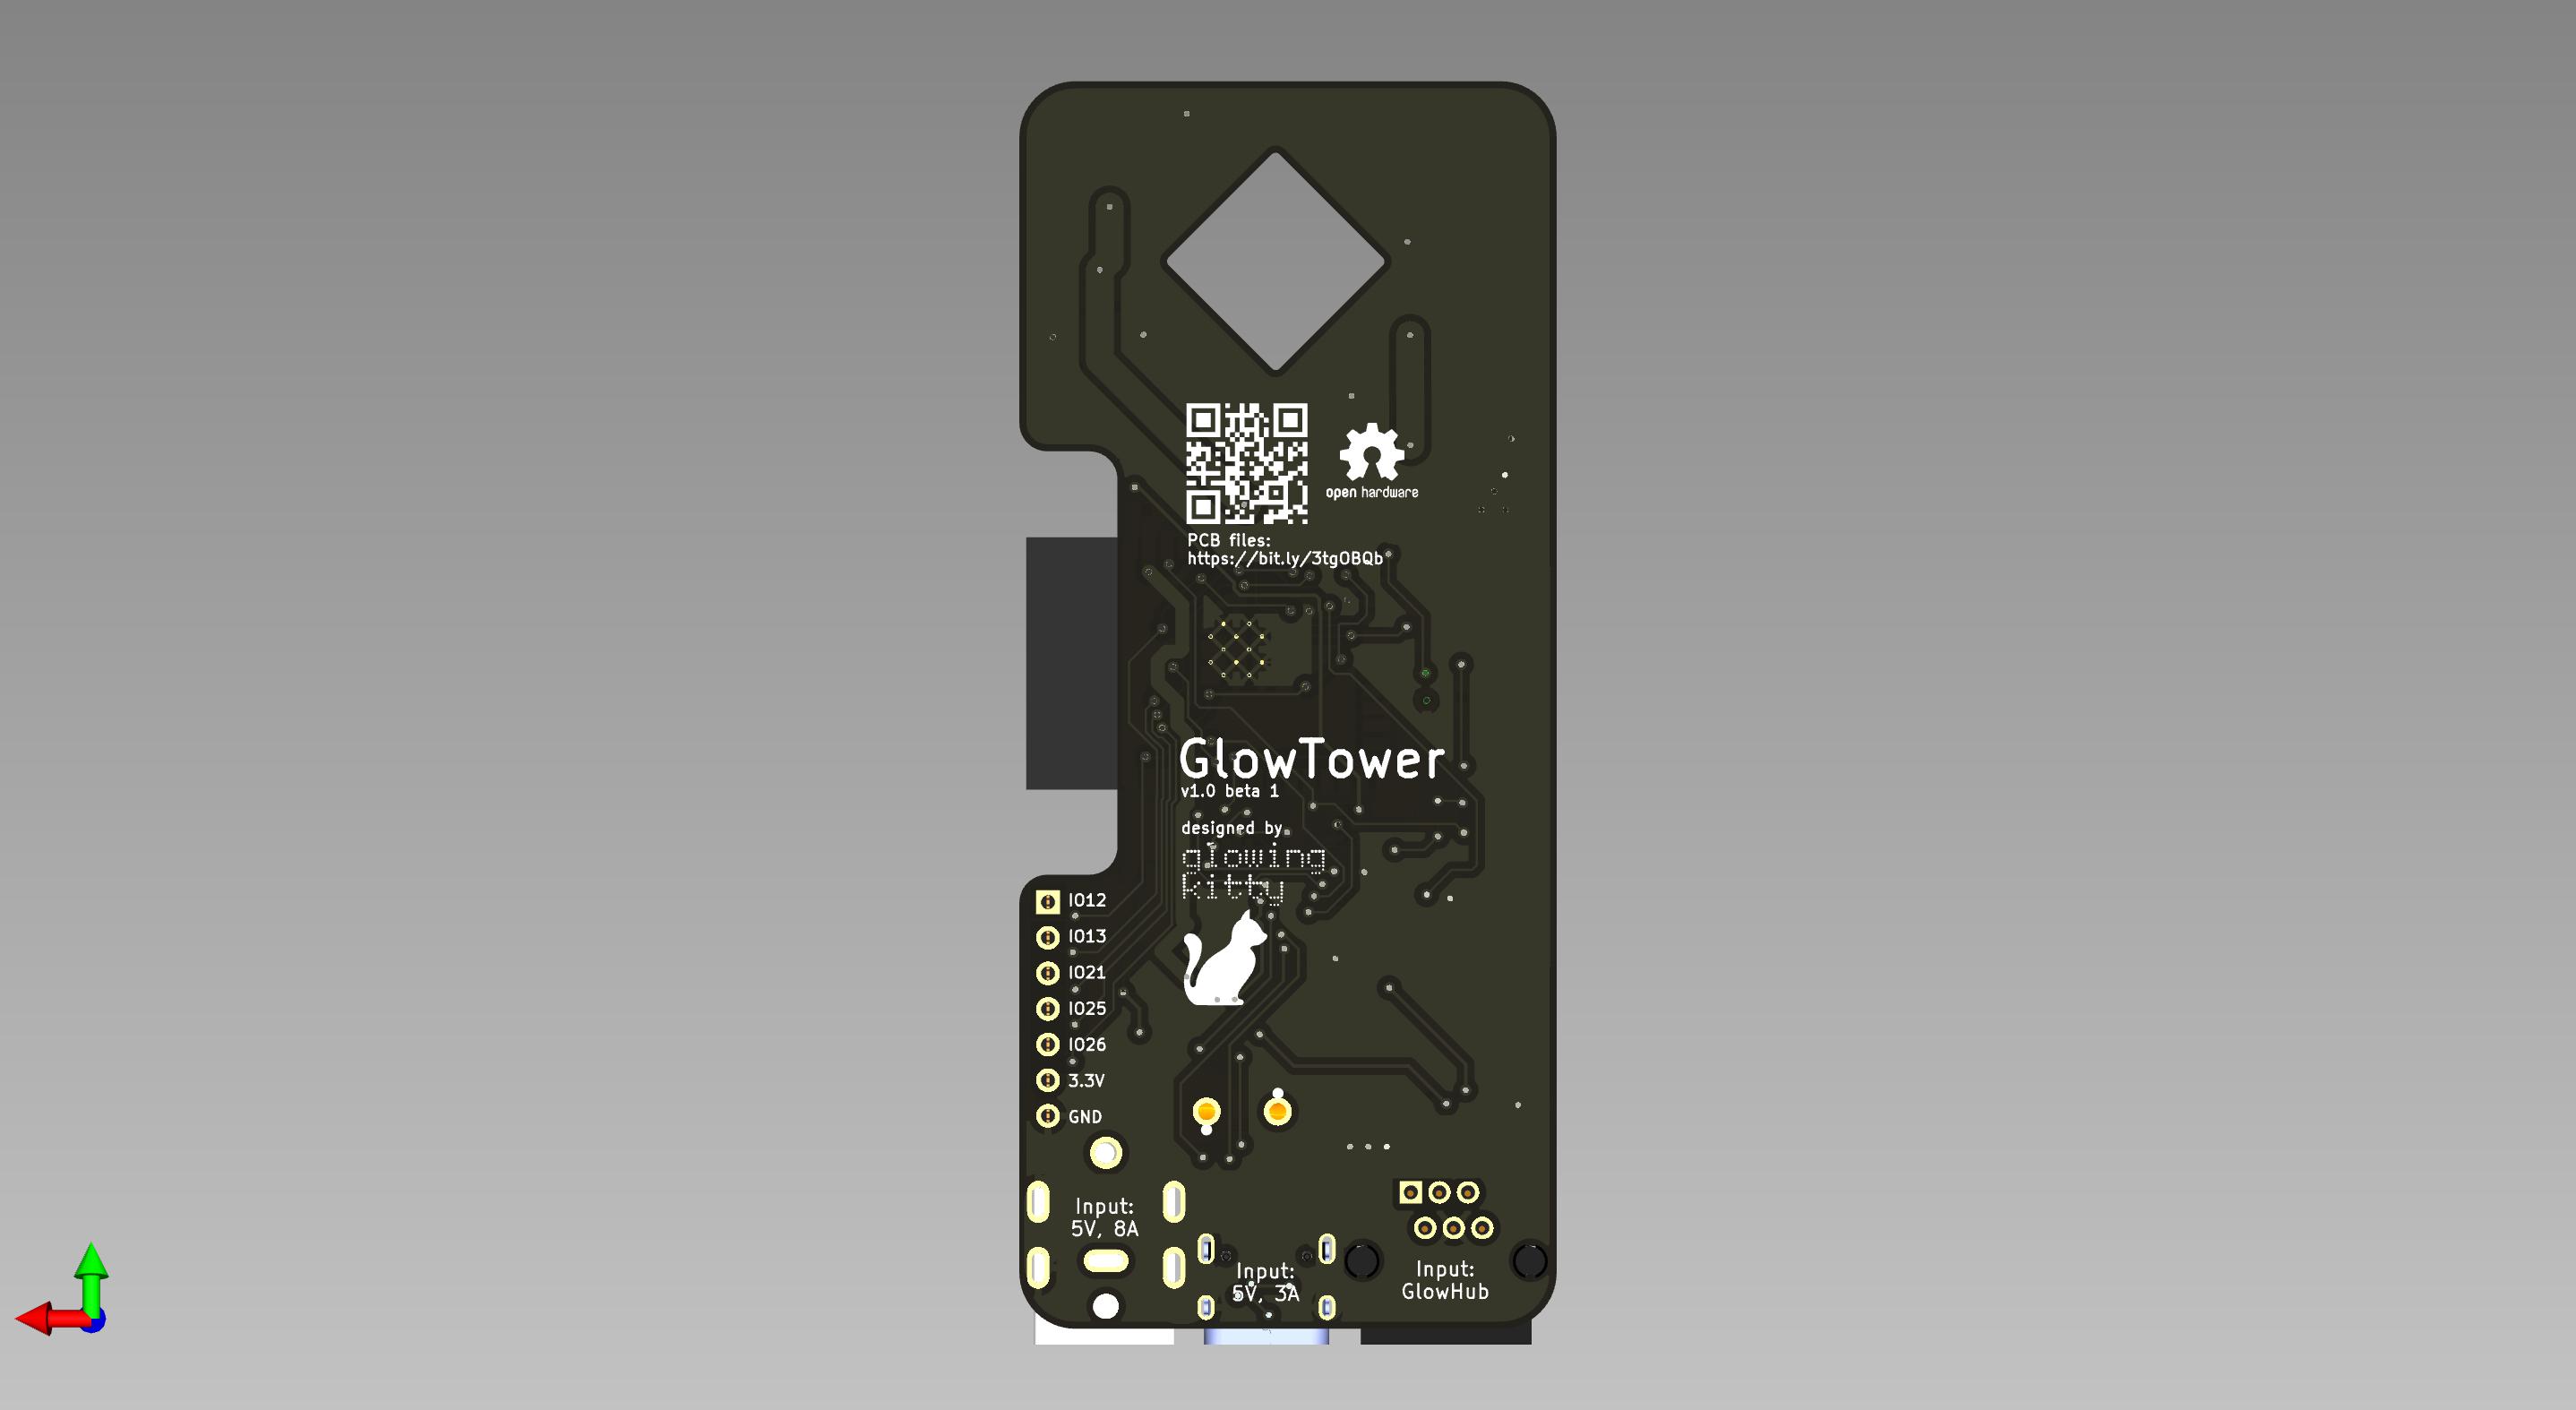 open hardware
PCB files:
https://bit.ly/3tgOBQb
GlowTower
v1.0 beta 1
designed by
glowing
kitty
IO12
IO13
IO21
IO25
IO26
3.3V
GND
Input:
5V, 8A
Input:
5V, 3A
Input:
GlowHub